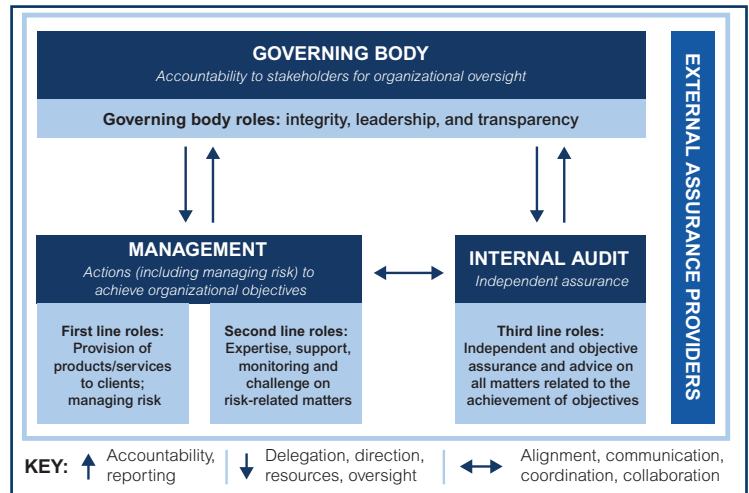 GOVERNING BODY
Accountability to stakeholders for organizational oversight
Governing body roles: integrity, leadership, and transparency
MANAGEMENT
Actions (including managing risk) to
achieve organizational objectives
First line roles:
Provision of
products/services
to clients;
managing risk
Second line roles:
Expertise, support,
monitoring and
challenge on
risk-related matters
INTERNAL AUDIT
Independent assurance
Third line roles:
Independent and objective
assurance and advice on
all matters related to the
achievement of objectives
EXTERNAL ASSURANCE PROVIDERS
KEY:
Accountability,
reporting
Delegation, direction,
resources, oversight
Alignment, communication,
coordination, collaboration